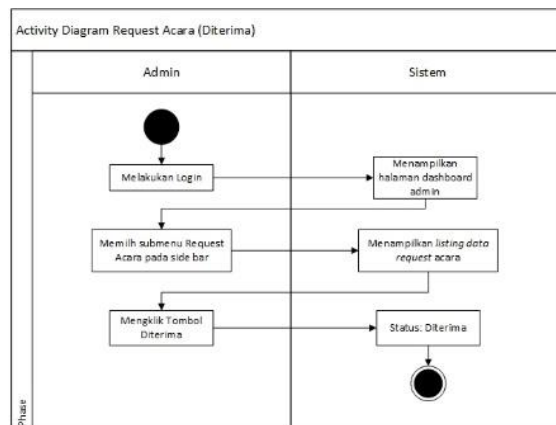 Activity Diagram Request Acara (Diterima)
Admin
Sistem
Melakukan Login
Menampilkan
halaman dashboard
admin
Memilh submenu Request
Acara pada side bar
Menampilkan listing data
request acara
Mengklik Tombol
Diterima
Status: Diterima
Phase